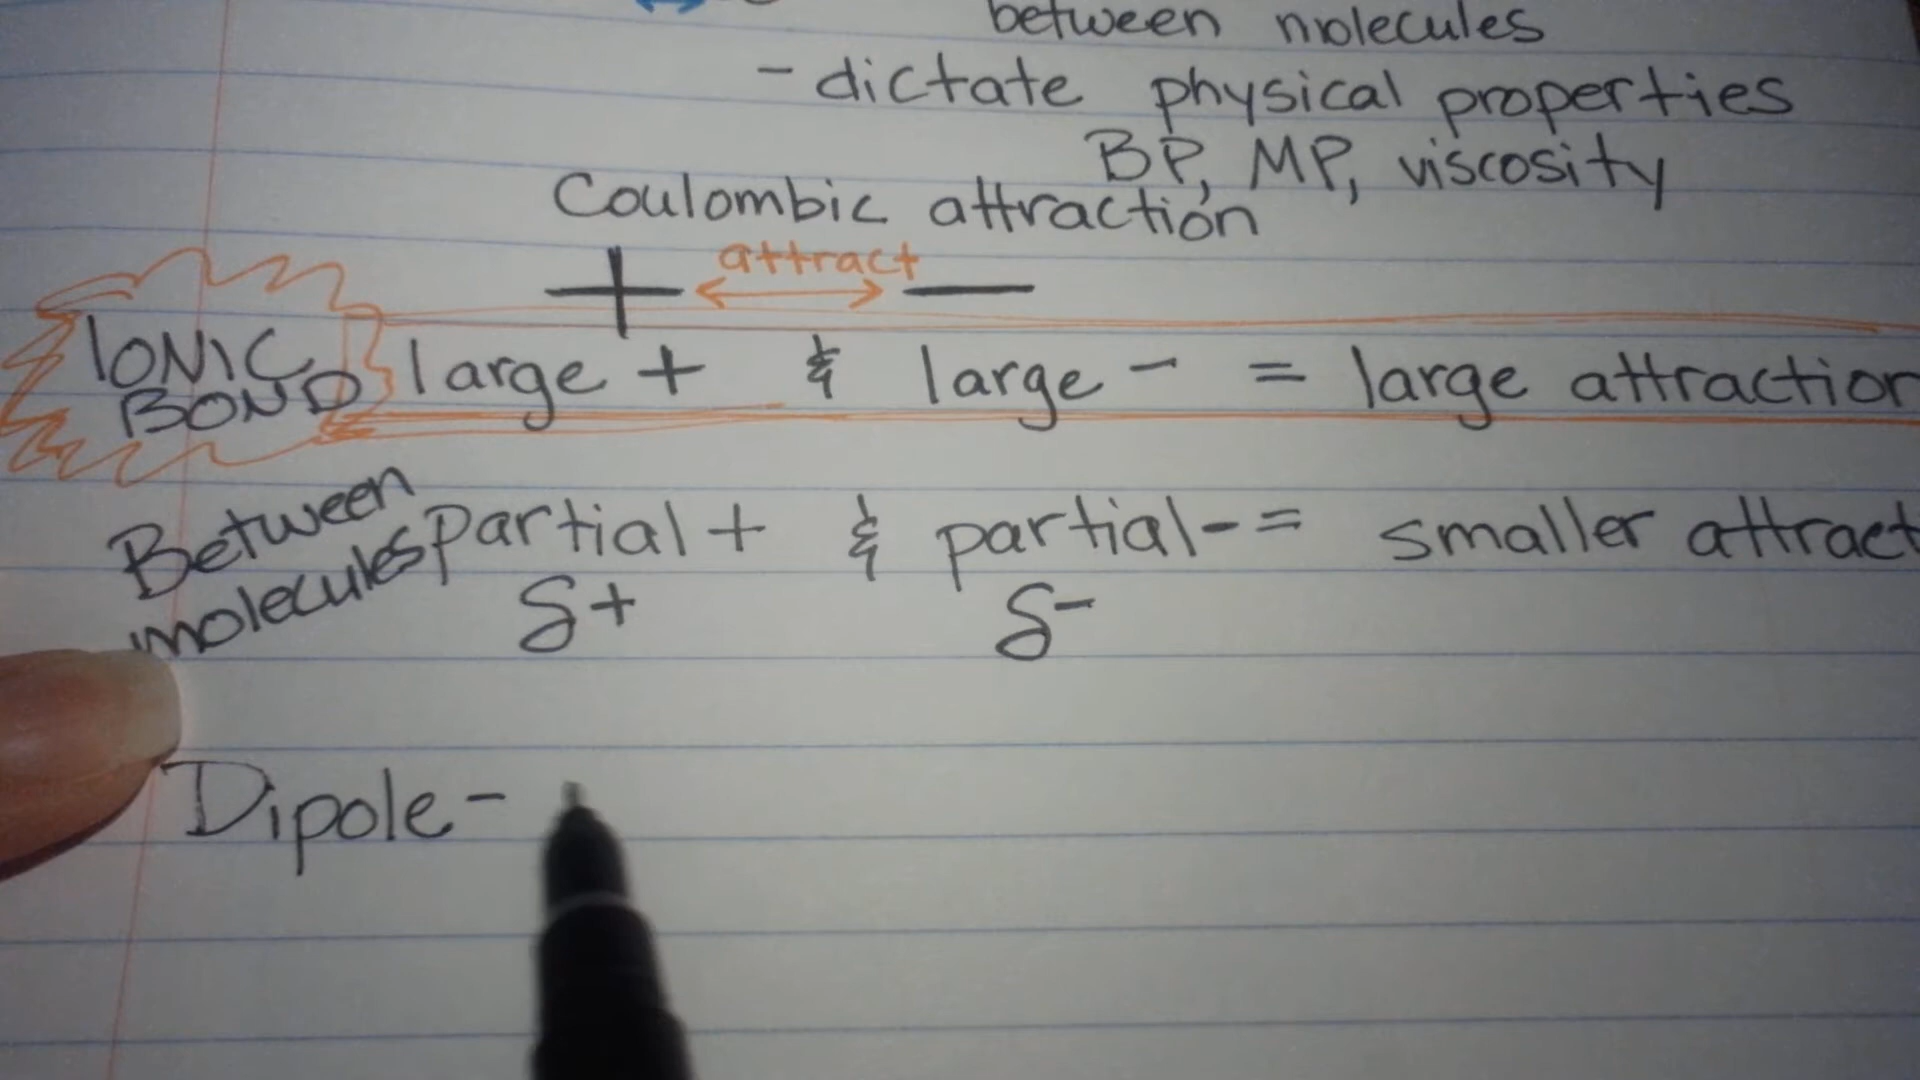 between molecules
- dictate physical properties
BP, MP, viscosity
Coulombic attraction
+ attract -
IONIC BOND large + & large - = large attraction
Between molecules partial + & partial - = smaller attract
δ+ δ-
Dipole -